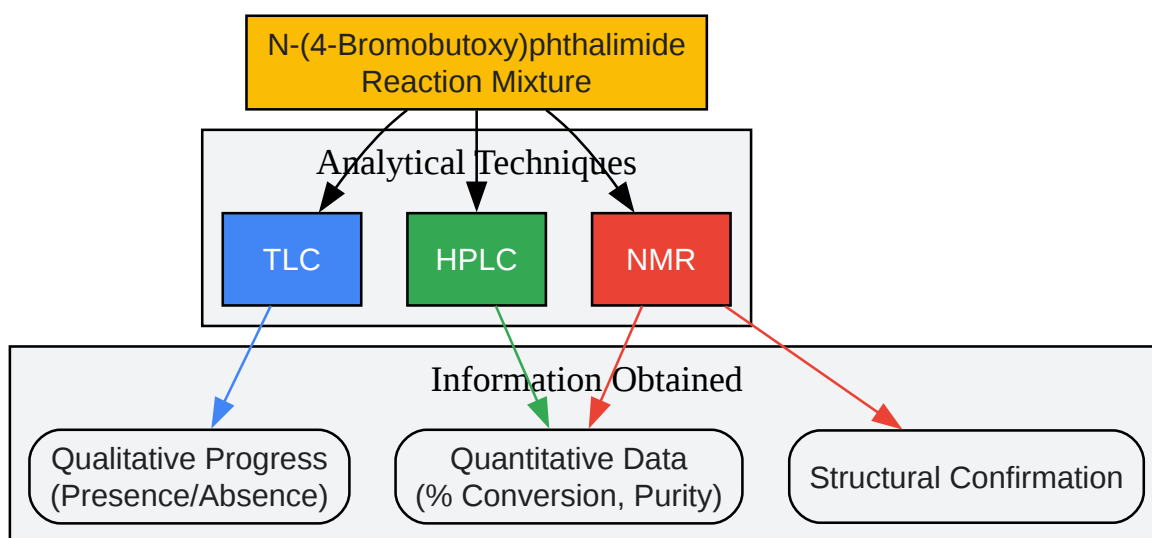 N-(4-Bromobutoxy)phthalimide
Reaction Mixture
Analytical Techniques
TLC
HPLC
NMR
Information Obtained
Qualitative Progress
(Presence/Absence)
Quantitative Data
(% Conversion, Purity)
Structural Confirmation